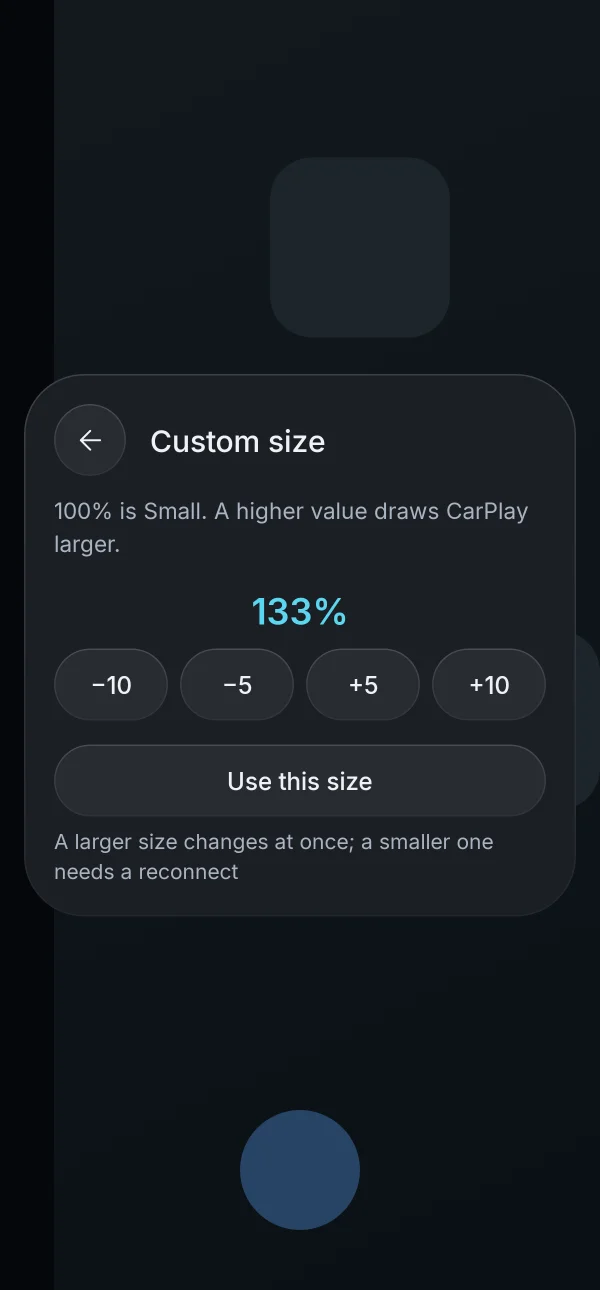 Custom size
100% is Small. A higher value draws CarPlay
larger.
133%
−10 −5 +5 +10
Use this size
A larger size changes at once; a smaller one
needs a reconnect